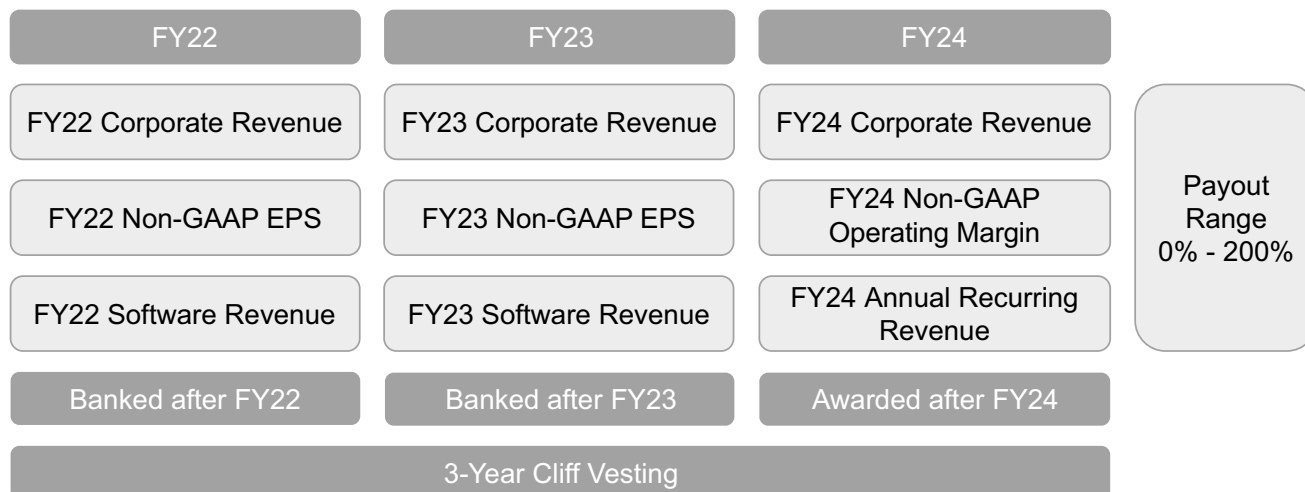 FY22
FY23
FY24
FY22 Corporate Revenue
FY23 Corporate Revenue
FY24 Corporate Revenue
FY22 Non-GAAP EPS
FY23 Non-GAAP EPS
FY24 Non-GAAP
Operating Margin
FY22 Software Revenue
FY23 Software Revenue
FY24 Annual Recurring
Revenue
Payout
Range
0% - 200%
Banked after FY22
Banked after FY23
Awarded after FY24
3-Year Cliff Vesting